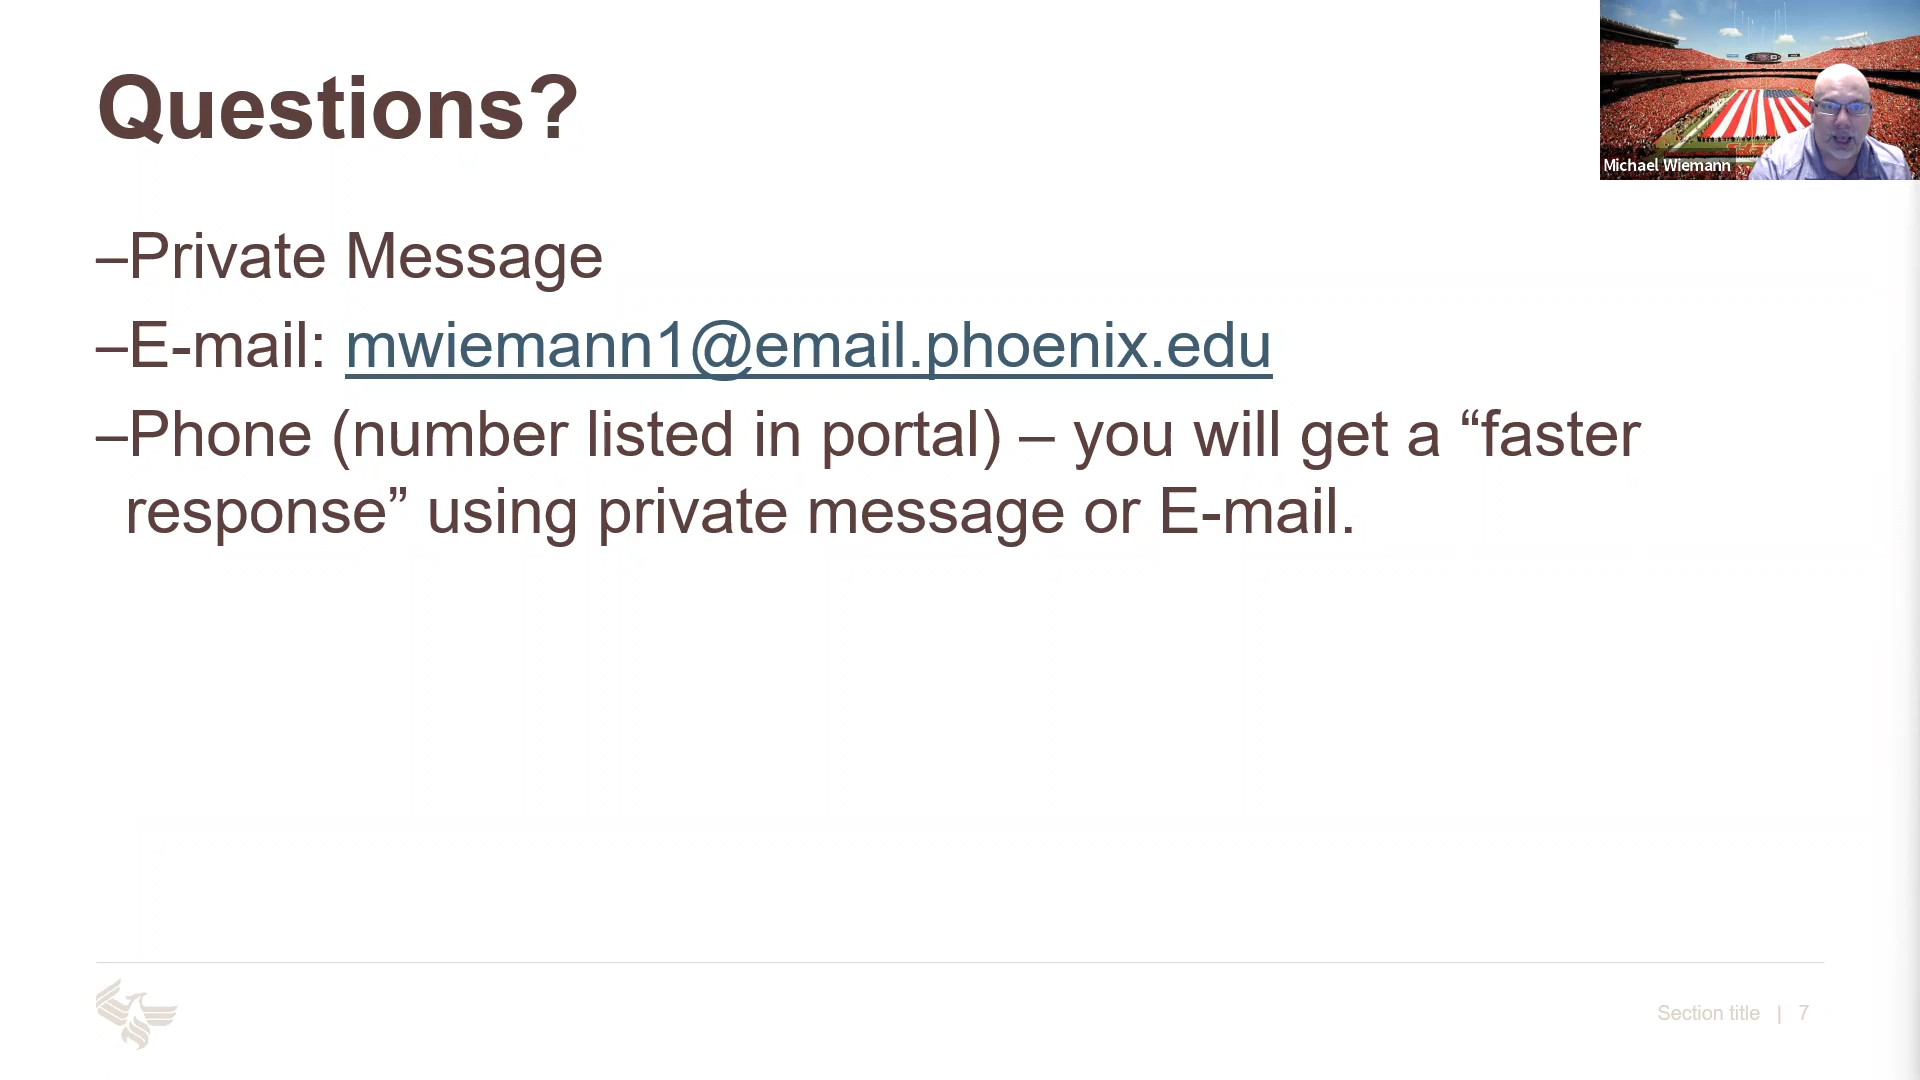 Questions?
Michael Wiemann
–Private Message
–E-mail: mwiemann1@email.phoenix.edu
–Phone (number listed in portal) – you will get a “faster
response” using private message or E-mail.
Section title | 7